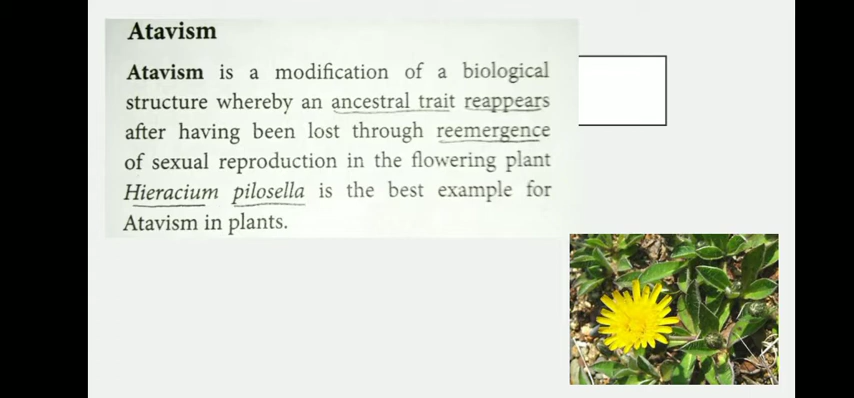 Atavism
Atavism is a modification of a biological
structure whereby an ancestral trait reappears
after having been lost through reemergence
of sexual reproduction in the flowering plant
Hieracium pilosella is the best example for
Atavism in plants.